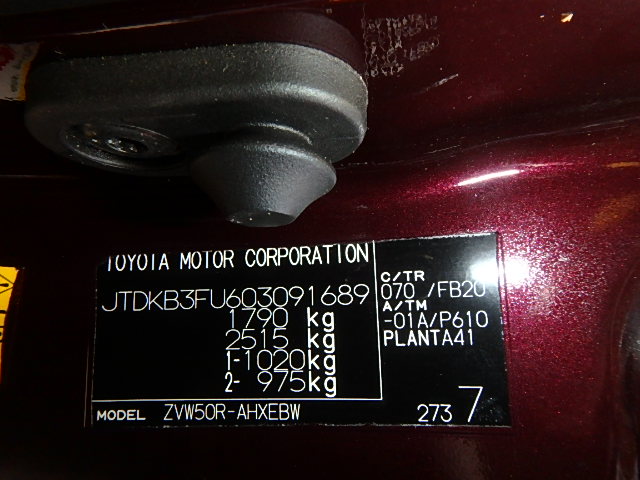 TOYOTA MOTOR CORPORATION
JTDKB3FU603091689
1790 kg
2515 kg
1-1020kg
2- 975kg
C/TR
070 /FB20
A/TM
-01A/P610
PLANTA41
MODEL ZVW50R-AHXEBW
273 7